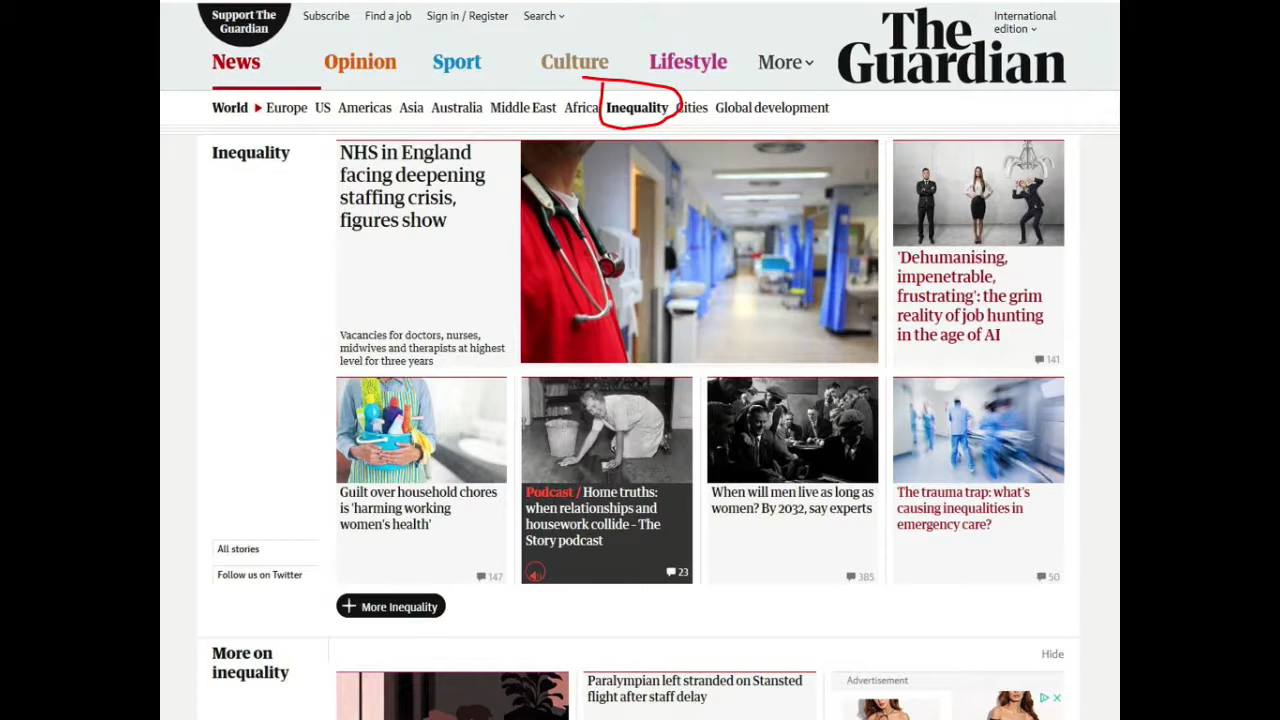 Support The
Guardian
Subscribe
Find a job
Sign in / Register
Search
International
edition
The
Guardian
News
Opinion
Sport
Culture
Lifestyle
More
World
Europe
US
Americas
Asia
Australia
Middle East
Africa
Inequality
Cities
Global development
Inequality
NHS in England
facing deepening
staffing crisis,
figures show
Vacancies for doctors, nurses,
midwives and therapists at highest
level for three years
'Dehumanising,
impenetrable,
frustrating': the grim
reality of job hunting
in the age of AI
141
Guilt over household chores
is 'harming working
women's health'
147
Podcast / Home truths:
when relationships and
housework collide – The
Story podcast
23
When will men live as long as
women? By 2032, say experts
385
The trauma trap: what's
causing inequalities in
emergency care?
50
All stories
Follow us on Twitter
More Inequality
More on
inequality
Hide
Paralympian left stranded on Stansted
flight after staff delay
Advertisement